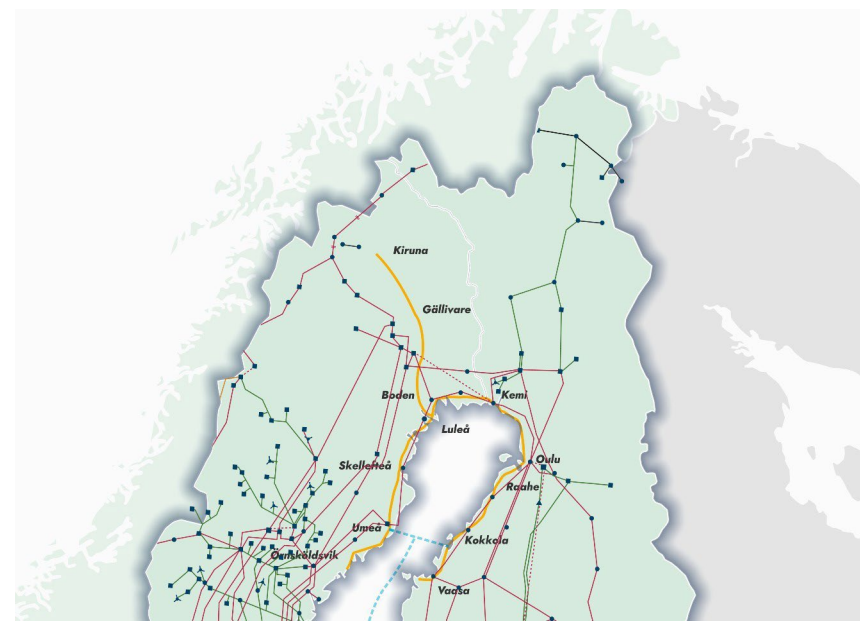 Kiruna
Gällivare
Boden
Kemi
Luleå
Skellefteå
Oulu
Raahe
Umeå
Kokkola
Örnsköldsvik
Vaasa